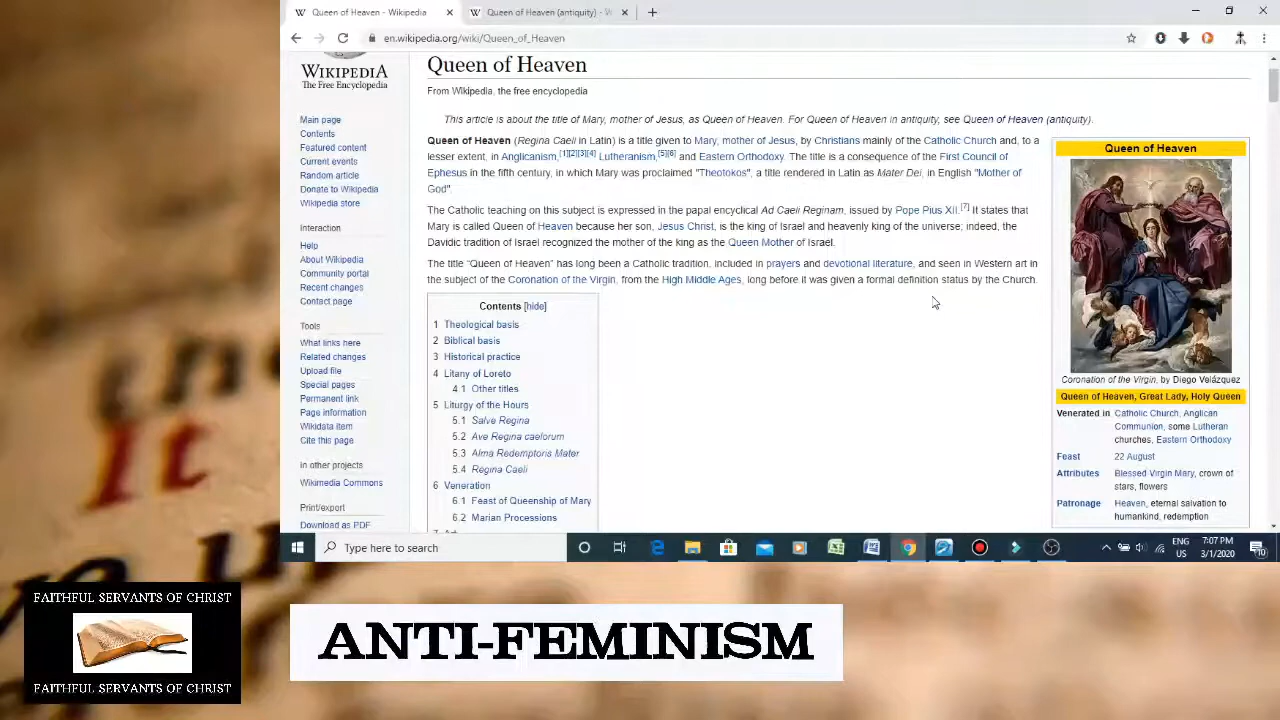 Queen of Heaven - Wikipedia
Queen of Heaven (antiquity) - W
en.wikipedia.org/wiki/Queen_of_Heaven
WIKIPEDIA
The Free Encyclopedia
Main page
Contents
Featured content
Current events
Random article
Donate to Wikipedia
Wikipedia store
Interaction
Help
About Wikipedia
Community portal
Recent changes
Contact page
Tools
What links here
Related changes
Upload file
Special pages
Permanent link
Page information
Wikidata item
Cite this page
In other projects
Wikimedia Commons
Print/export
Download as PDF
Queen of Heaven
From Wikipedia, the free encyclopedia
This article is about the title of Mary, mother of Jesus, as Queen of Heaven. For Queen of Heaven in antiquity, see Queen of Heaven (antiquity).
Queen of Heaven (Regina Caeli in Latin) is a title given to Mary, mother of Jesus, by Christians mainly of the Catholic Church and, to a
lesser extent, in Anglicanism,[1][2][3][4] Lutheranism,[5][6] and Eastern Orthodoxy. The title is a consequence of the First Council of
Ephesus in the fifth century, in which Mary was proclaimed "Theotokos", a title rendered in Latin as Mater Dei, in English "Mother of
God".
The Catholic teaching on this subject is expressed in the papal encyclical Ad Caeli Reginam, issued by Pope Pius XII.[7] It states that
Mary is called Queen of Heaven because her son, Jesus Christ, is the king of Israel and heavenly king of the universe; indeed, the
Davidic tradition of Israel recognized the mother of the king as the Queen Mother of Israel.
The title "Queen of Heaven" has long been a Catholic tradition, included in prayers and devotional literature, and seen in Western art in
the subject of the Coronation of the Virgin, from the High Middle Ages, long before it was given a formal definition status by the Church.
Contents [hide]
1 Theological basis
2 Biblical basis
3 Historical practice
4 Litany of Loreto
4.1 Other titles
5 Liturgy of the Hours
5.1 Salve Regina
5.2 Ave Regina caelorum
5.3 Alma Redemptoris Mater
5.4 Regina Caeli
6 Veneration
6.1 Feast of Queenship of Mary
6.2 Marian Processions
Queen of Heaven
Coronation of the Virgin, by Diego Velázquez
Queen of Heaven, Great Lady, Holy Queen
Venerated in Catholic Church, Anglican
Communion, some Lutheran
churches, Eastern Orthodoxy
Feast 22 August
Attributes Blessed Virgin Mary, crown of
stars, flowers
Patronage Heaven, eternal salvation to
humankind, redemption
Type here to search
ENG
US
7:07 PM
3/1/2020
10
the
It
FAITHFUL SERVANTS OF CHRIST
FAITHFUL SERVANTS OF CHRIST
ANTI-FEMINISM